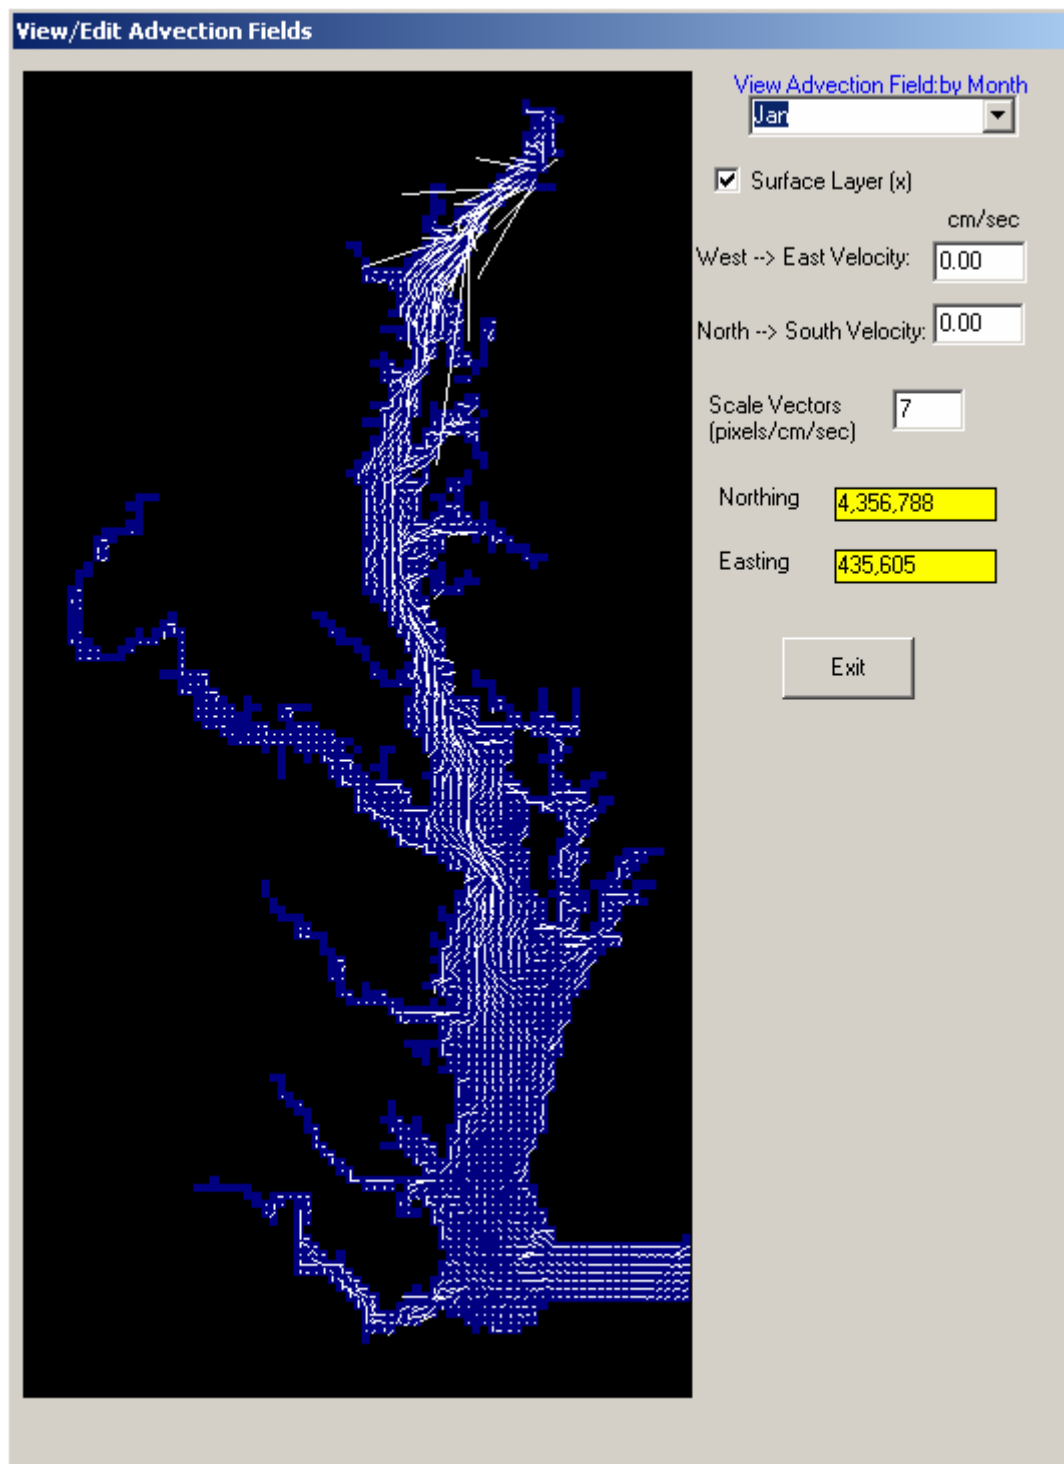 View/Edit Advection Fields
View Advection Field:by Month
Jan
Surface Layer (x)
cm/sec
West --> East Velocity: 0.00
North --> South Velocity: 0.00
Scale Vectors 7
(pixels/cm/sec)
Northing 4,356,788
Easting 435,605
Exit